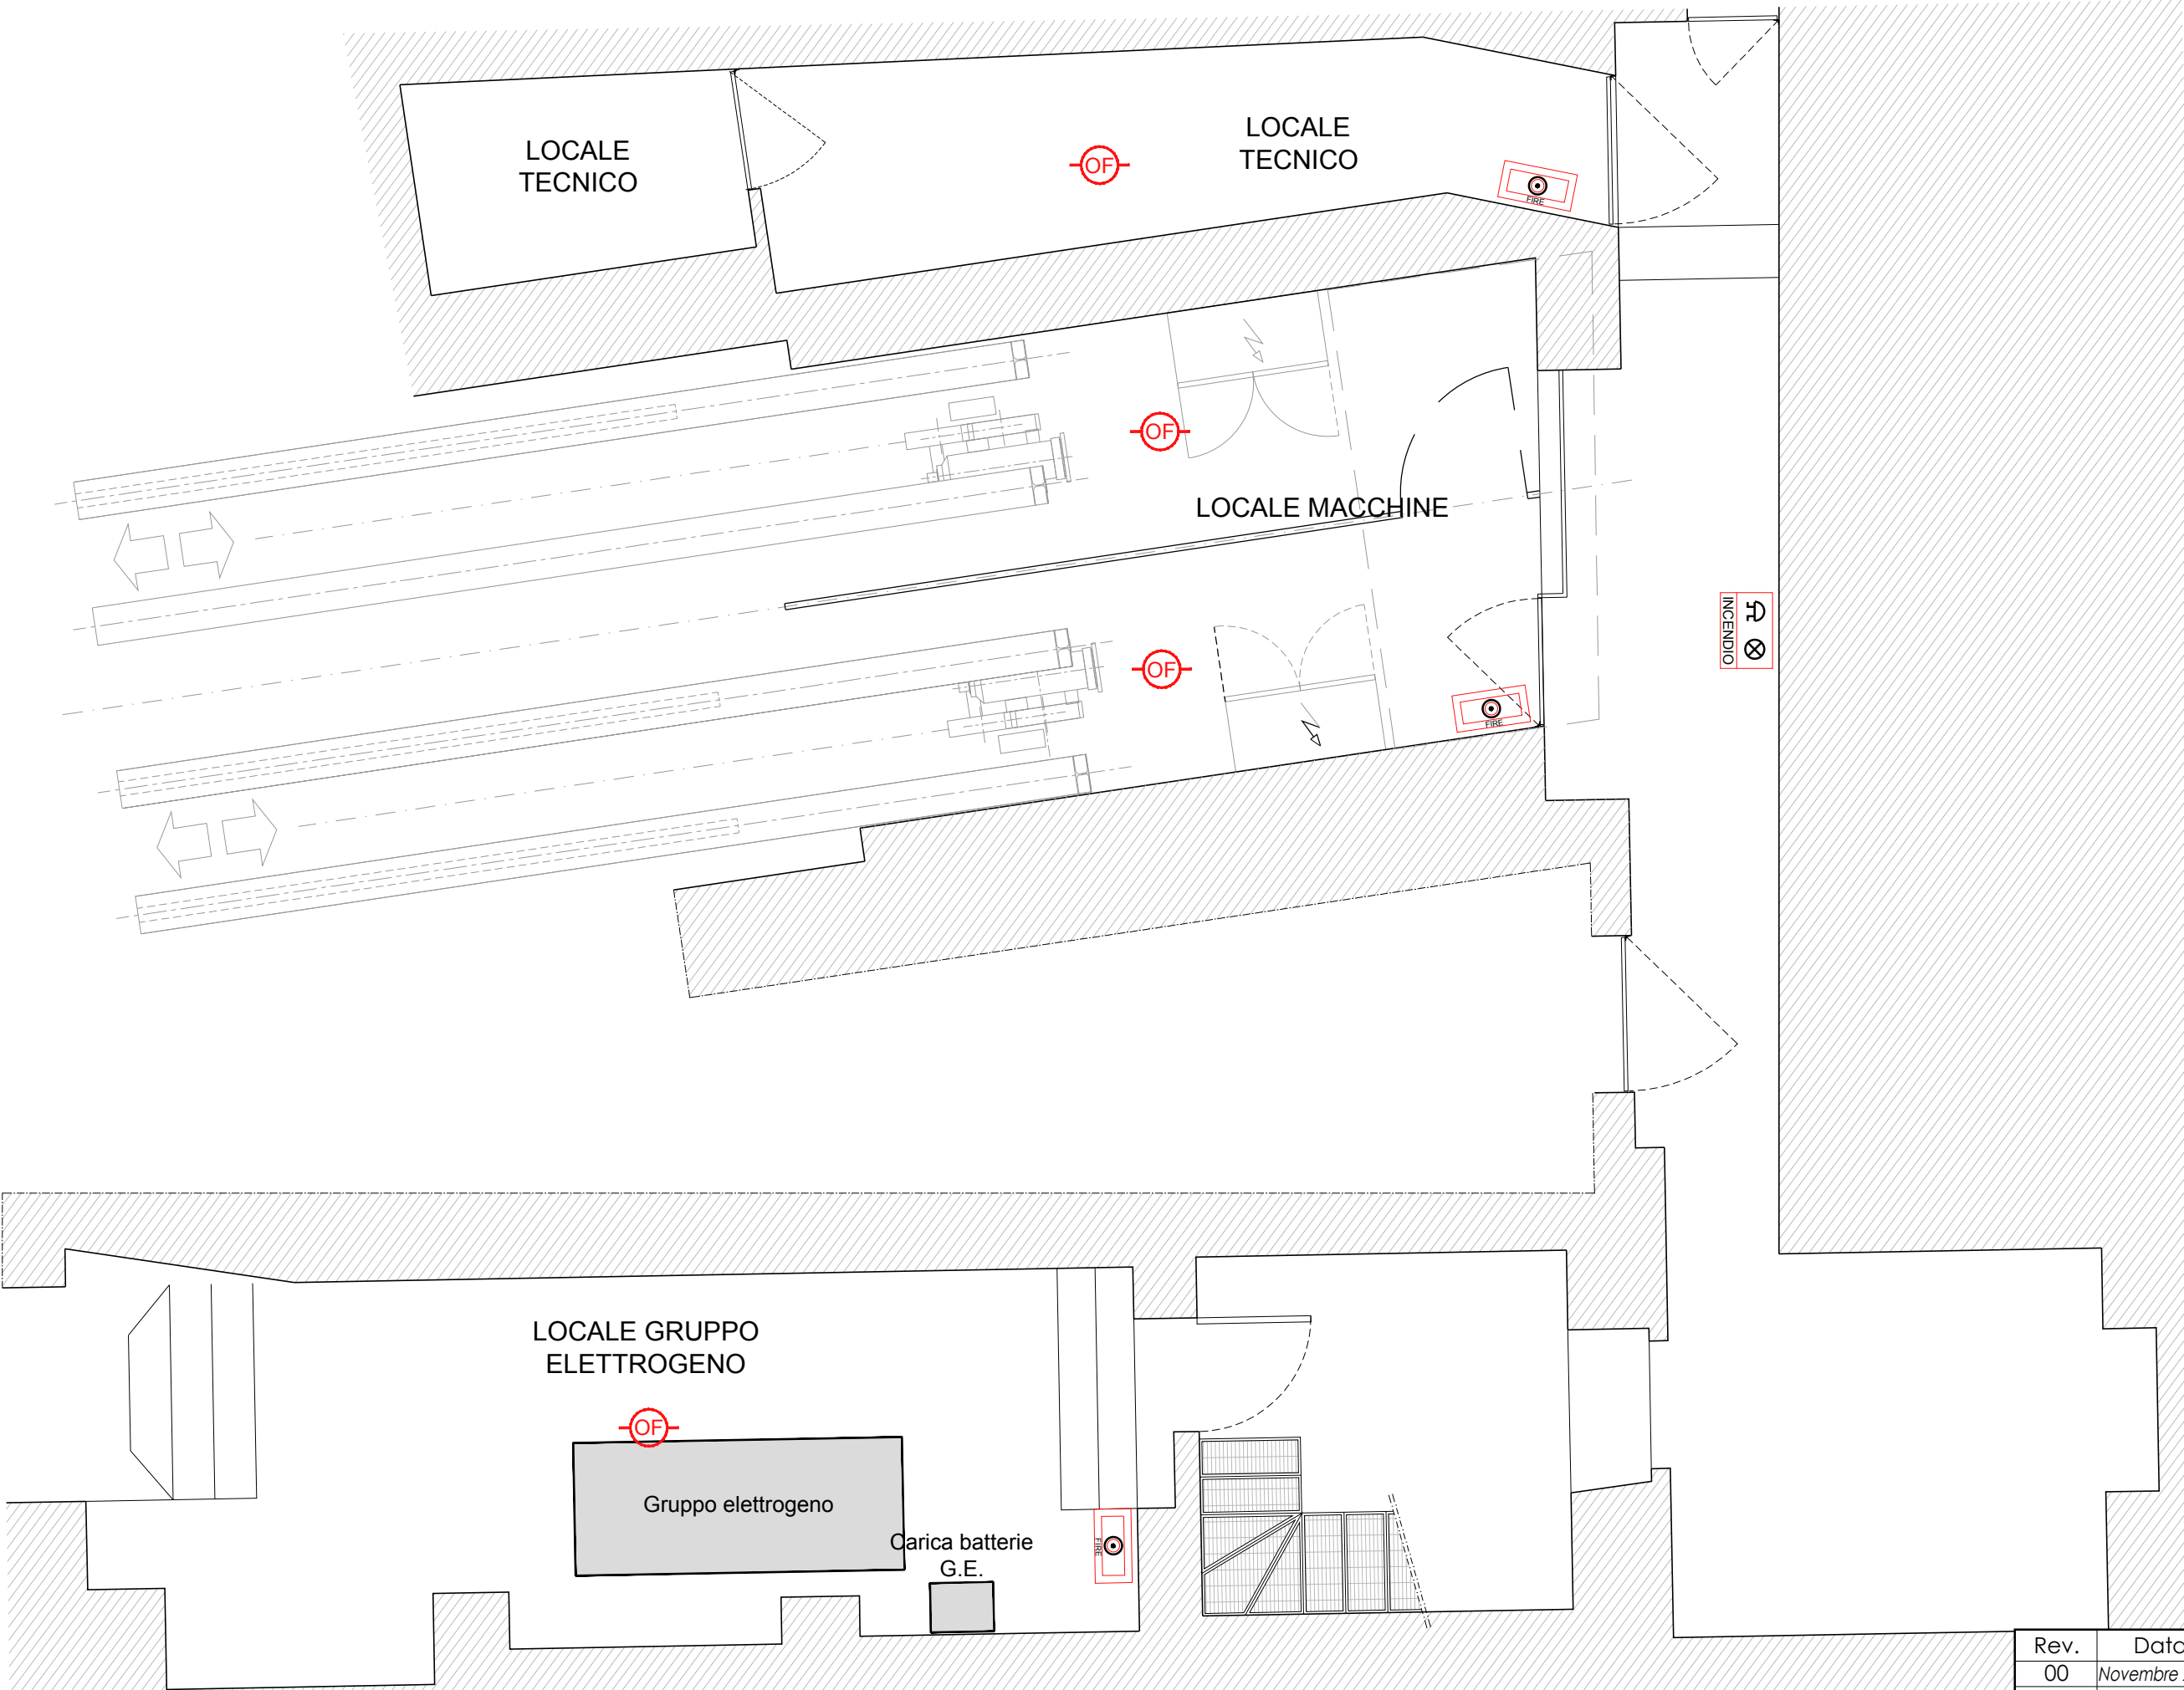 LOCALE
TECNICO
LOCALE
TECNICO
OF
FIRE
OF
LOCALE MACCHINE
INCENDIO
OF
FIRE
LOCALE GRUPPO
ELETTROGENO
OF
Gruppo elettrogeno
Carica batterie
G.E.
FIRE
Rev.
Data
00
Novembre